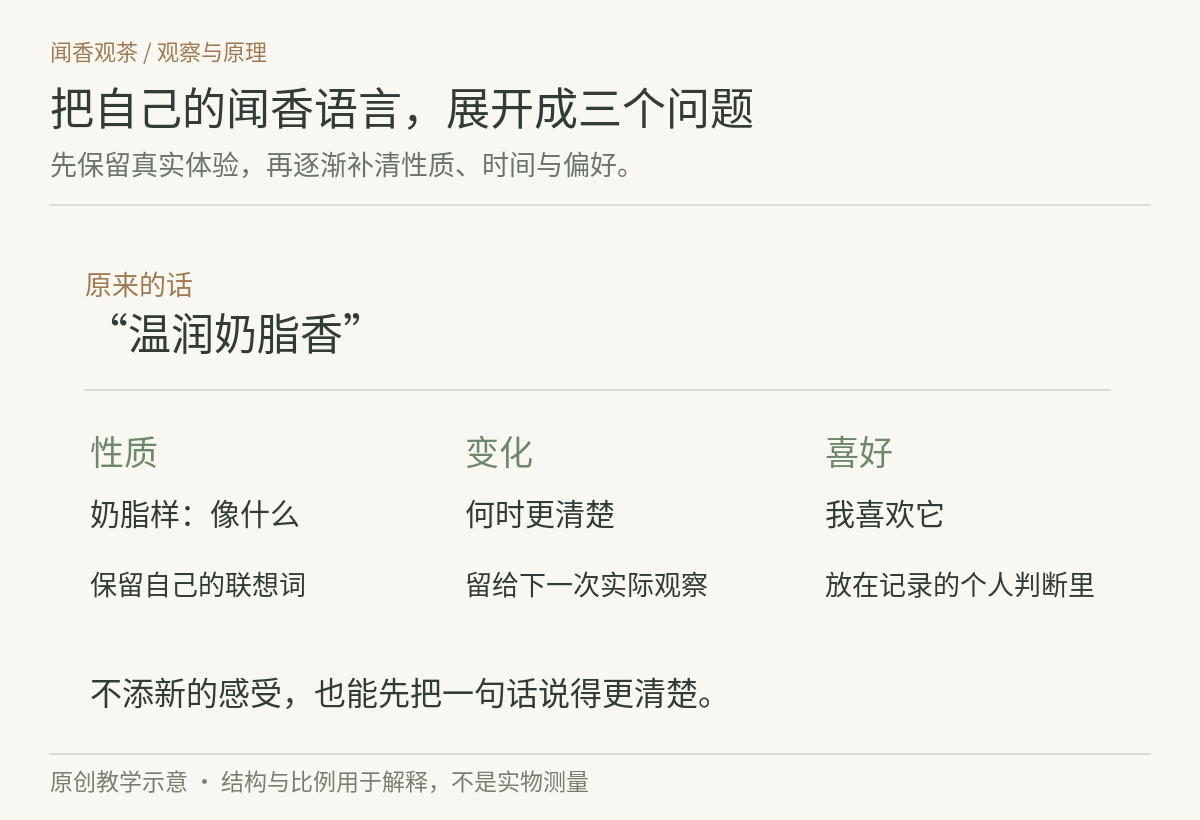 闻香观茶 / 观察与原理
把自己的闻香语言，展开成三个问题
先保留真实体验，再逐渐补清性质、时间与偏好。
原来的话
“温润奶脂香”
性质
变化
喜好
奶脂样：像什么
何时更清楚
我喜欢它
保留自己的联想词
留给下一次实际观察
放在记录的个人判断里
不添新的感受，也能先把一句话说得更清楚。
原创教学示意 · 结构与比例用于解释，不是实物测量